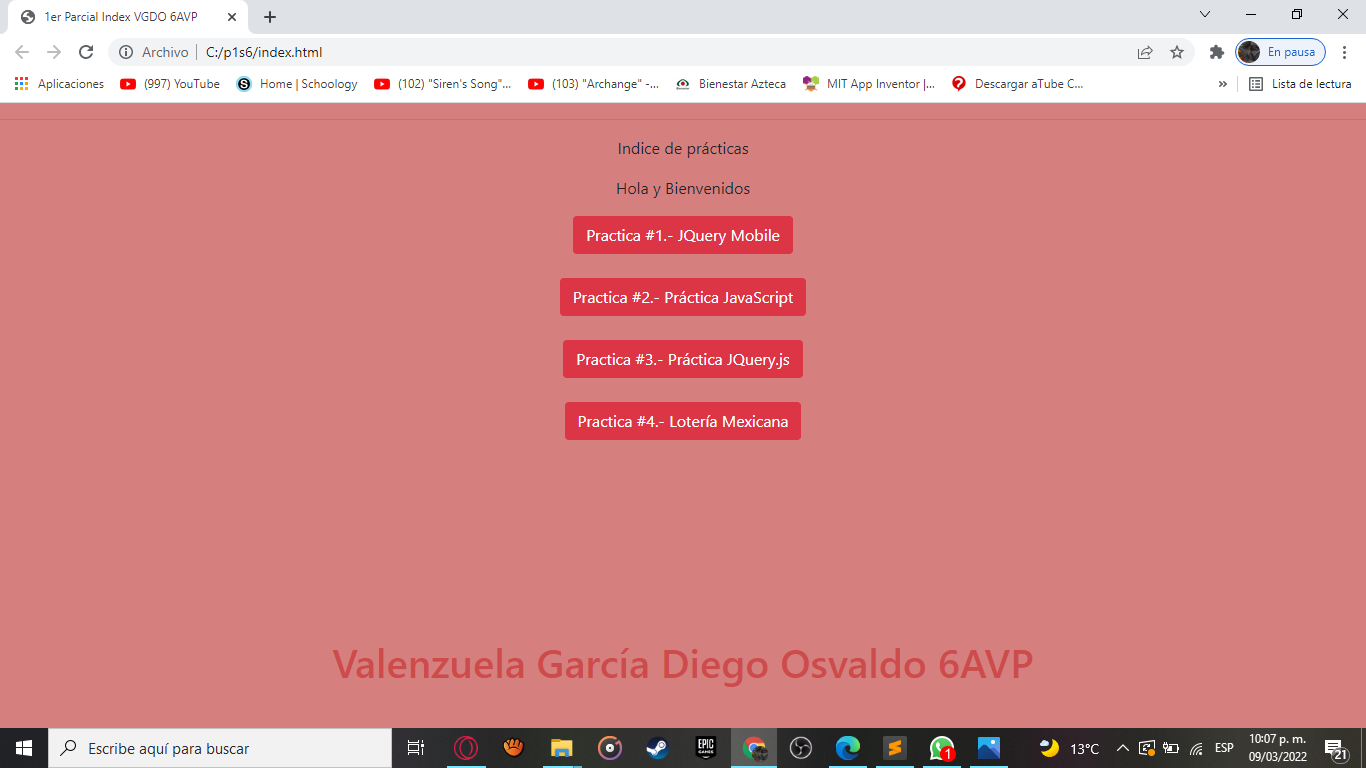 1er Parcial Index VGDO 6AVP
Archivo C:/p1s6/index.html En pausa
Aplicaciones (997) YouTube Home | Schoology (102) "Siren's Song"... (103) "Archange" -... Bienestar Azteca MIT App Inventor |... Descargar aTube C... » Lista de lectura
Indice de prácticas
Hola y Bienvenidos
Practica #1.- JQuery Mobile
Practica #2.- Práctica JavaScript
Practica #3.- Práctica JQuery.js
Practica #4.- Lotería Mexicana
Valenzuela García Diego Osvaldo 6AVP
Escribe aquí para buscar EPIC GAMES 1 13°C ESP 10:07 p. m. 21
09/03/2022